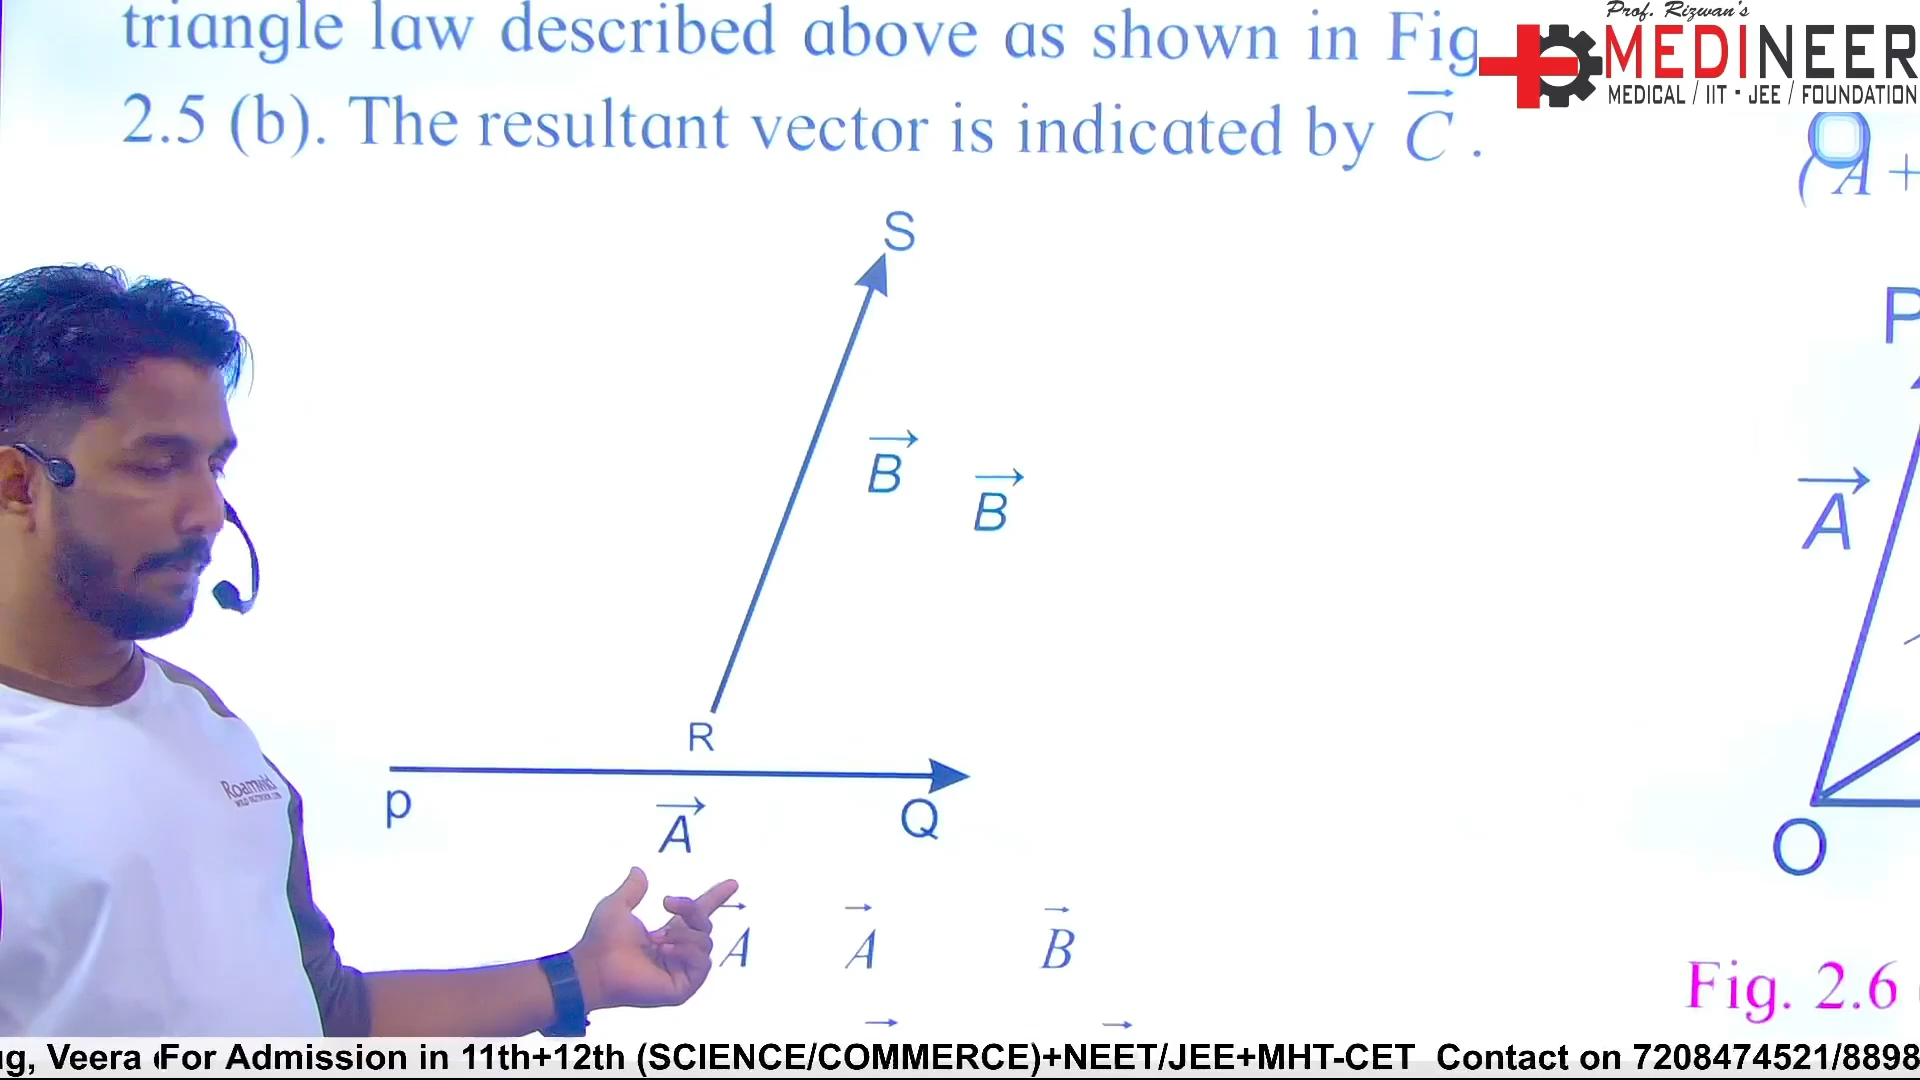 triangle law described above as shown in Fig
2.5 (b). The resultant vector is indicated by C⃗ .
Prof. Rizwan's
MEDINEER
MEDICAL / IIT - JEE / FOUNDATION
(A +
S
P
B⃗
B⃗
A⃗
R
p
Q
A⃗
O
A⃗ A⃗ B⃗
Fig. 2.6
Roamwild
g, Veera
For Admission in 11th+12th (SCIENCE/COMMERCE)+NEET/JEE+MHT-CET Contact on 7208474521/8898